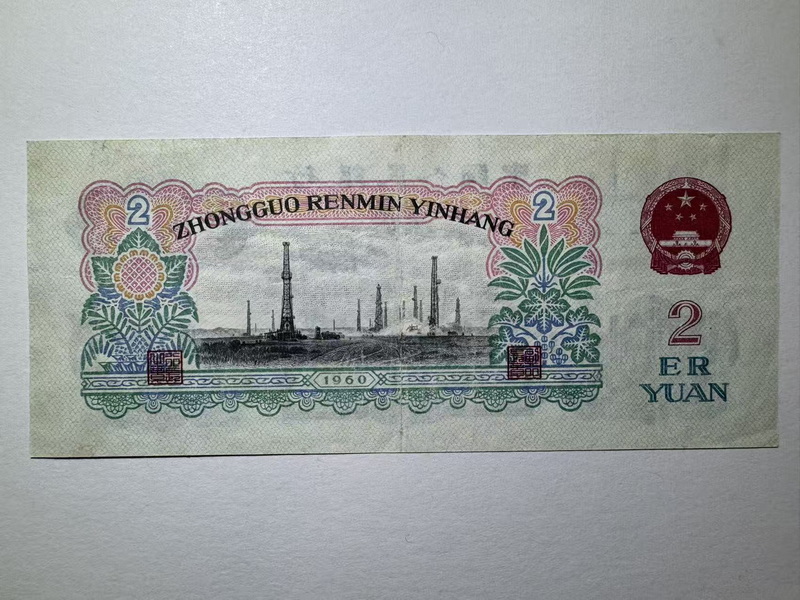 2
2
ZHONGGUO RENMIN YINHANG
1960
2
ER
YUAN